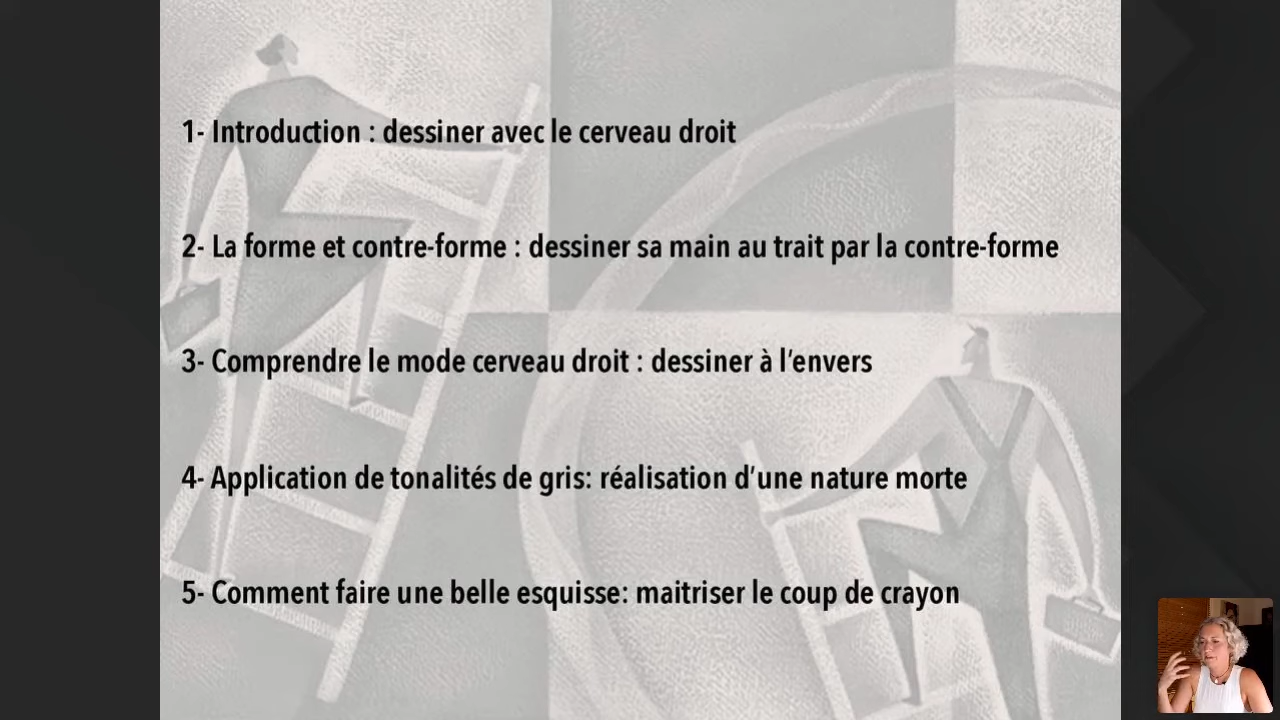 1- Introduction : dessiner avec le cerveau droit
2- La forme et contre-forme : dessiner sa main au trait par la contre-forme
3- Comprendre le mode cerveau droit : dessiner à l’envers
4- Application de tonalités de gris: réalisation d’une nature morte
5- Comment faire une belle esquisse: maitriser le coup de crayon